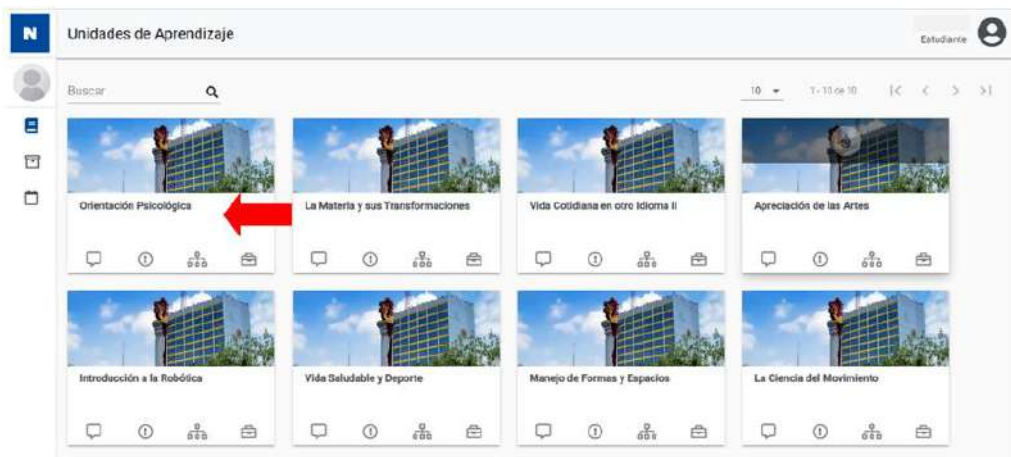 N
Unidades de Aprendizaje
Estudiante
Buscar
10
1 - 10 de 10
Orientación Psicológica
La Materia y sus Transformaciones
Vida Cotidiana en otro Idioma II
Apreciación de las Artes
Introducción a la Robótica
Vida Saludable y Deporte
Manejo de Formas y Espacios
La Ciencia del Movimiento